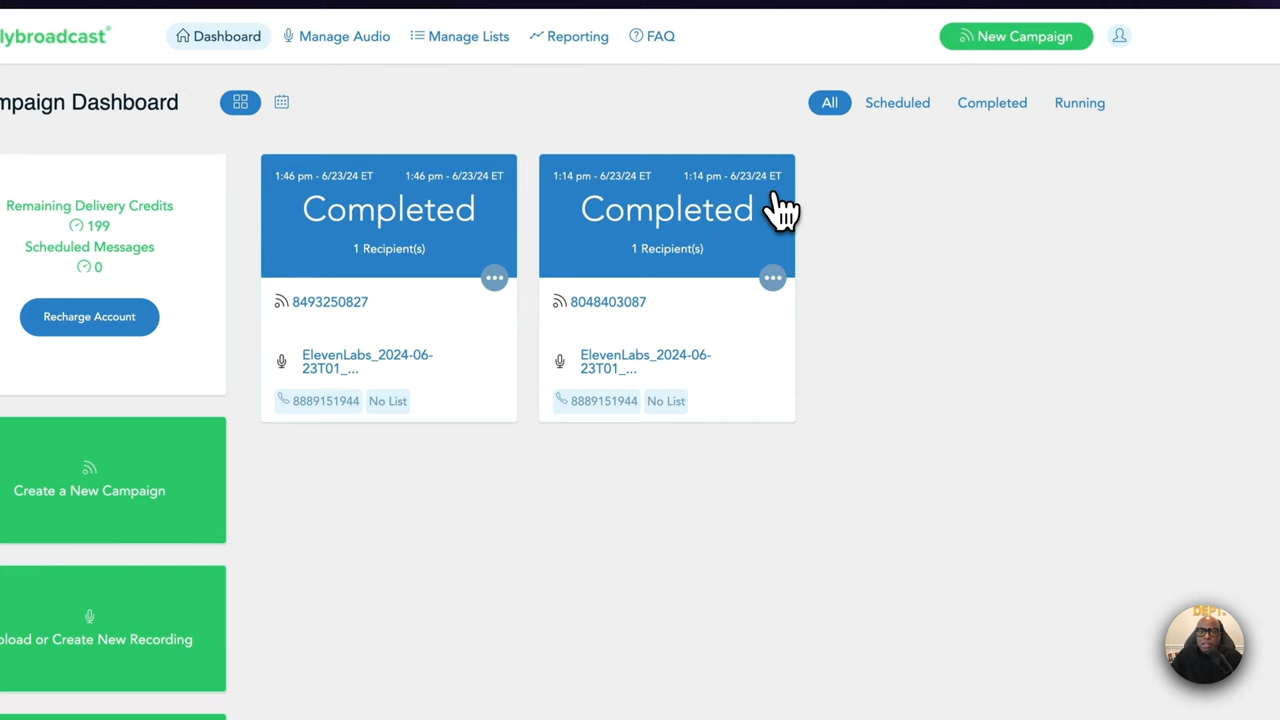 lybroadcast®
Dashboard
Manage Audio
Manage Lists
Reporting
FAQ
New Campaign
mpaign Dashboard
All
Scheduled
Completed
Running
Remaining Delivery Credits
199
Scheduled Messages
0
Recharge Account
1:46 pm - 6/23/24 ET 1:46 pm - 6/23/24 ET
Completed
1 Recipient(s)
8493250827
ElevenLabs_2024-06-
23T01_...
8889151944 No List
1:14 pm - 6/23/24 ET 1:14 pm - 6/23/24 ET
Completed
1 Recipient(s)
8048403087
ElevenLabs_2024-06-
23T01_...
8889151944 No List
Create a New Campaign
pload or Create New Recording
DEPT.